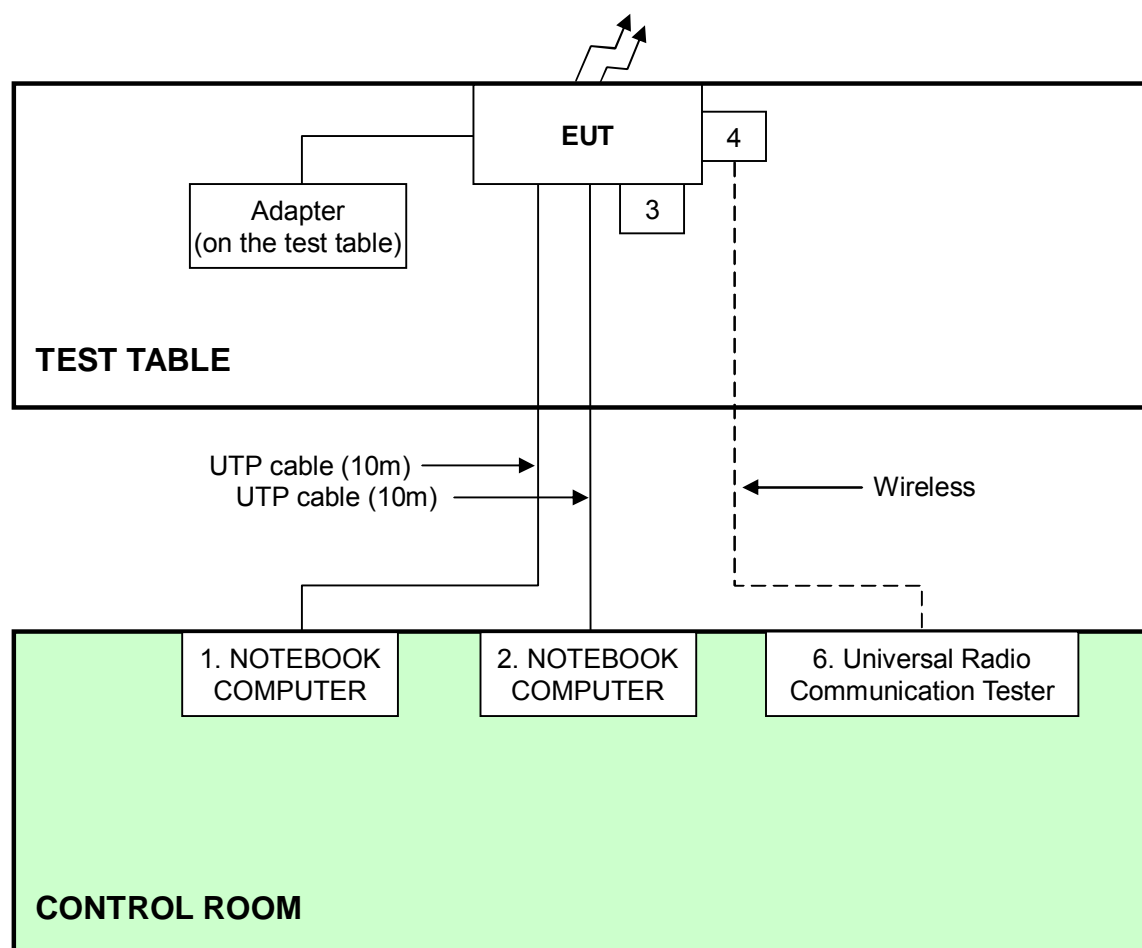 EUT
4
3
Adapter
(on the test table)
TEST TABLE
UTP cable (10m)
UTP cable (10m)
Wireless
1. NOTEBOOK
COMPUTER
2. NOTEBOOK
COMPUTER
6. Universal Radio
Communication Tester
CONTROL ROOM